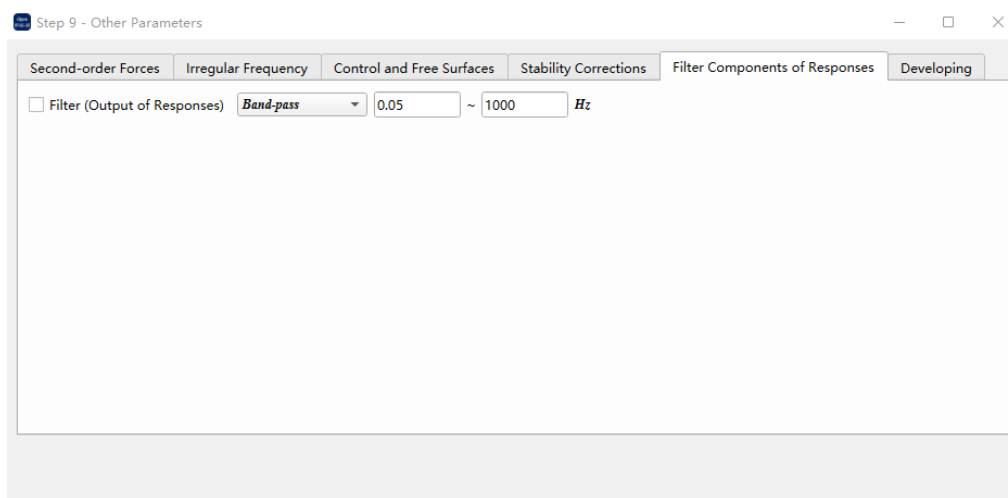 Step 9 - Other Parameters
Second-order Forces Irregular Frequency Control and Free Surfaces Stability Corrections Filter Components of Responses Developing
Filter (Output of Responses) Band-pass 0.05 ~ 1000 Hz